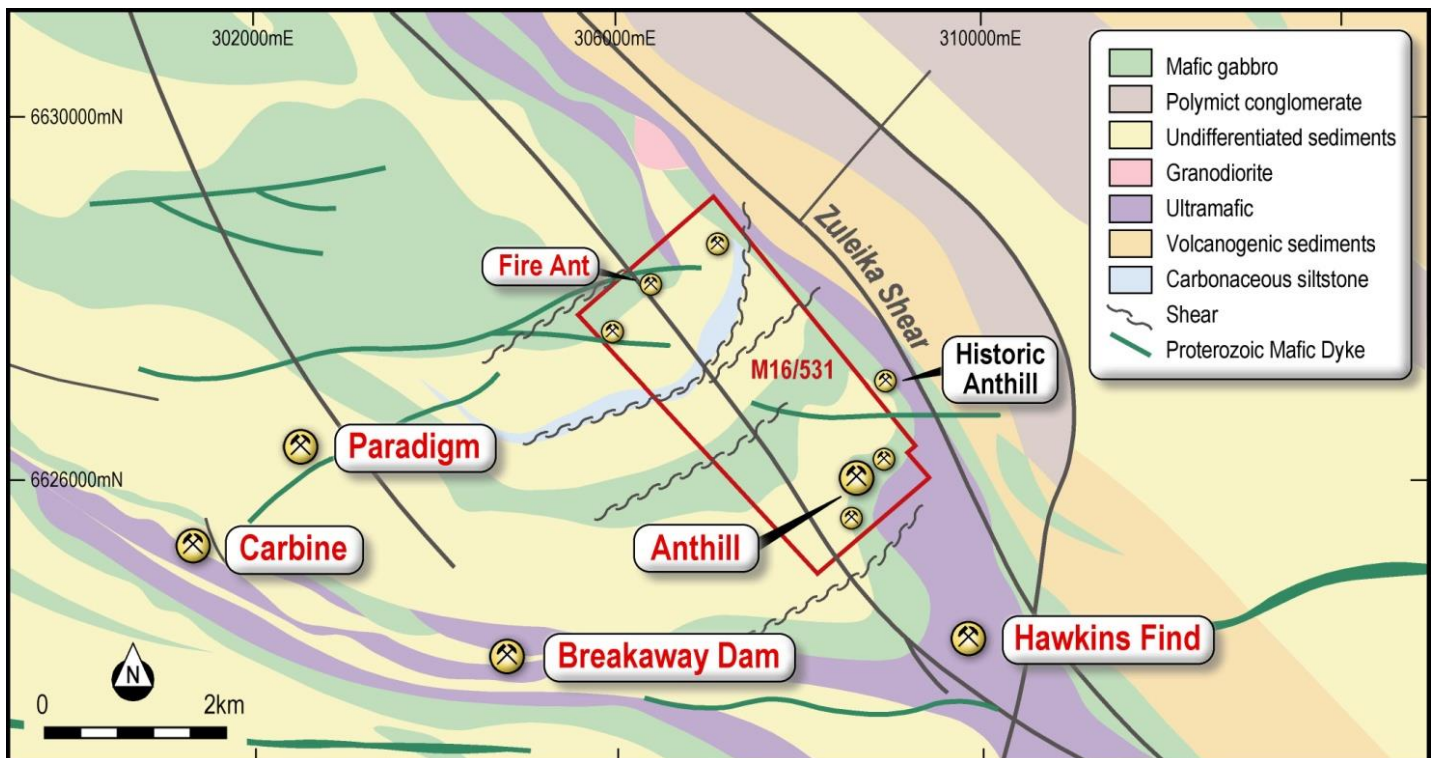 302000mE
306000mE
310000mE
6630000mN
6626000mN
Mafic gabbro
Polymict conglomerate
Undifferentiated sediments
Granodiorite
Ultramafic
Volcanogenic sediments
Carbonaceous siltstone
Shear
Proterozoic Mafic Dyke
Zuleika Shear
Fire Ant
M16/531
Historic
Anthill
Paradigm
Carbine
Anthill
Breakaway Dam
Hawkins Find
N
0 2km